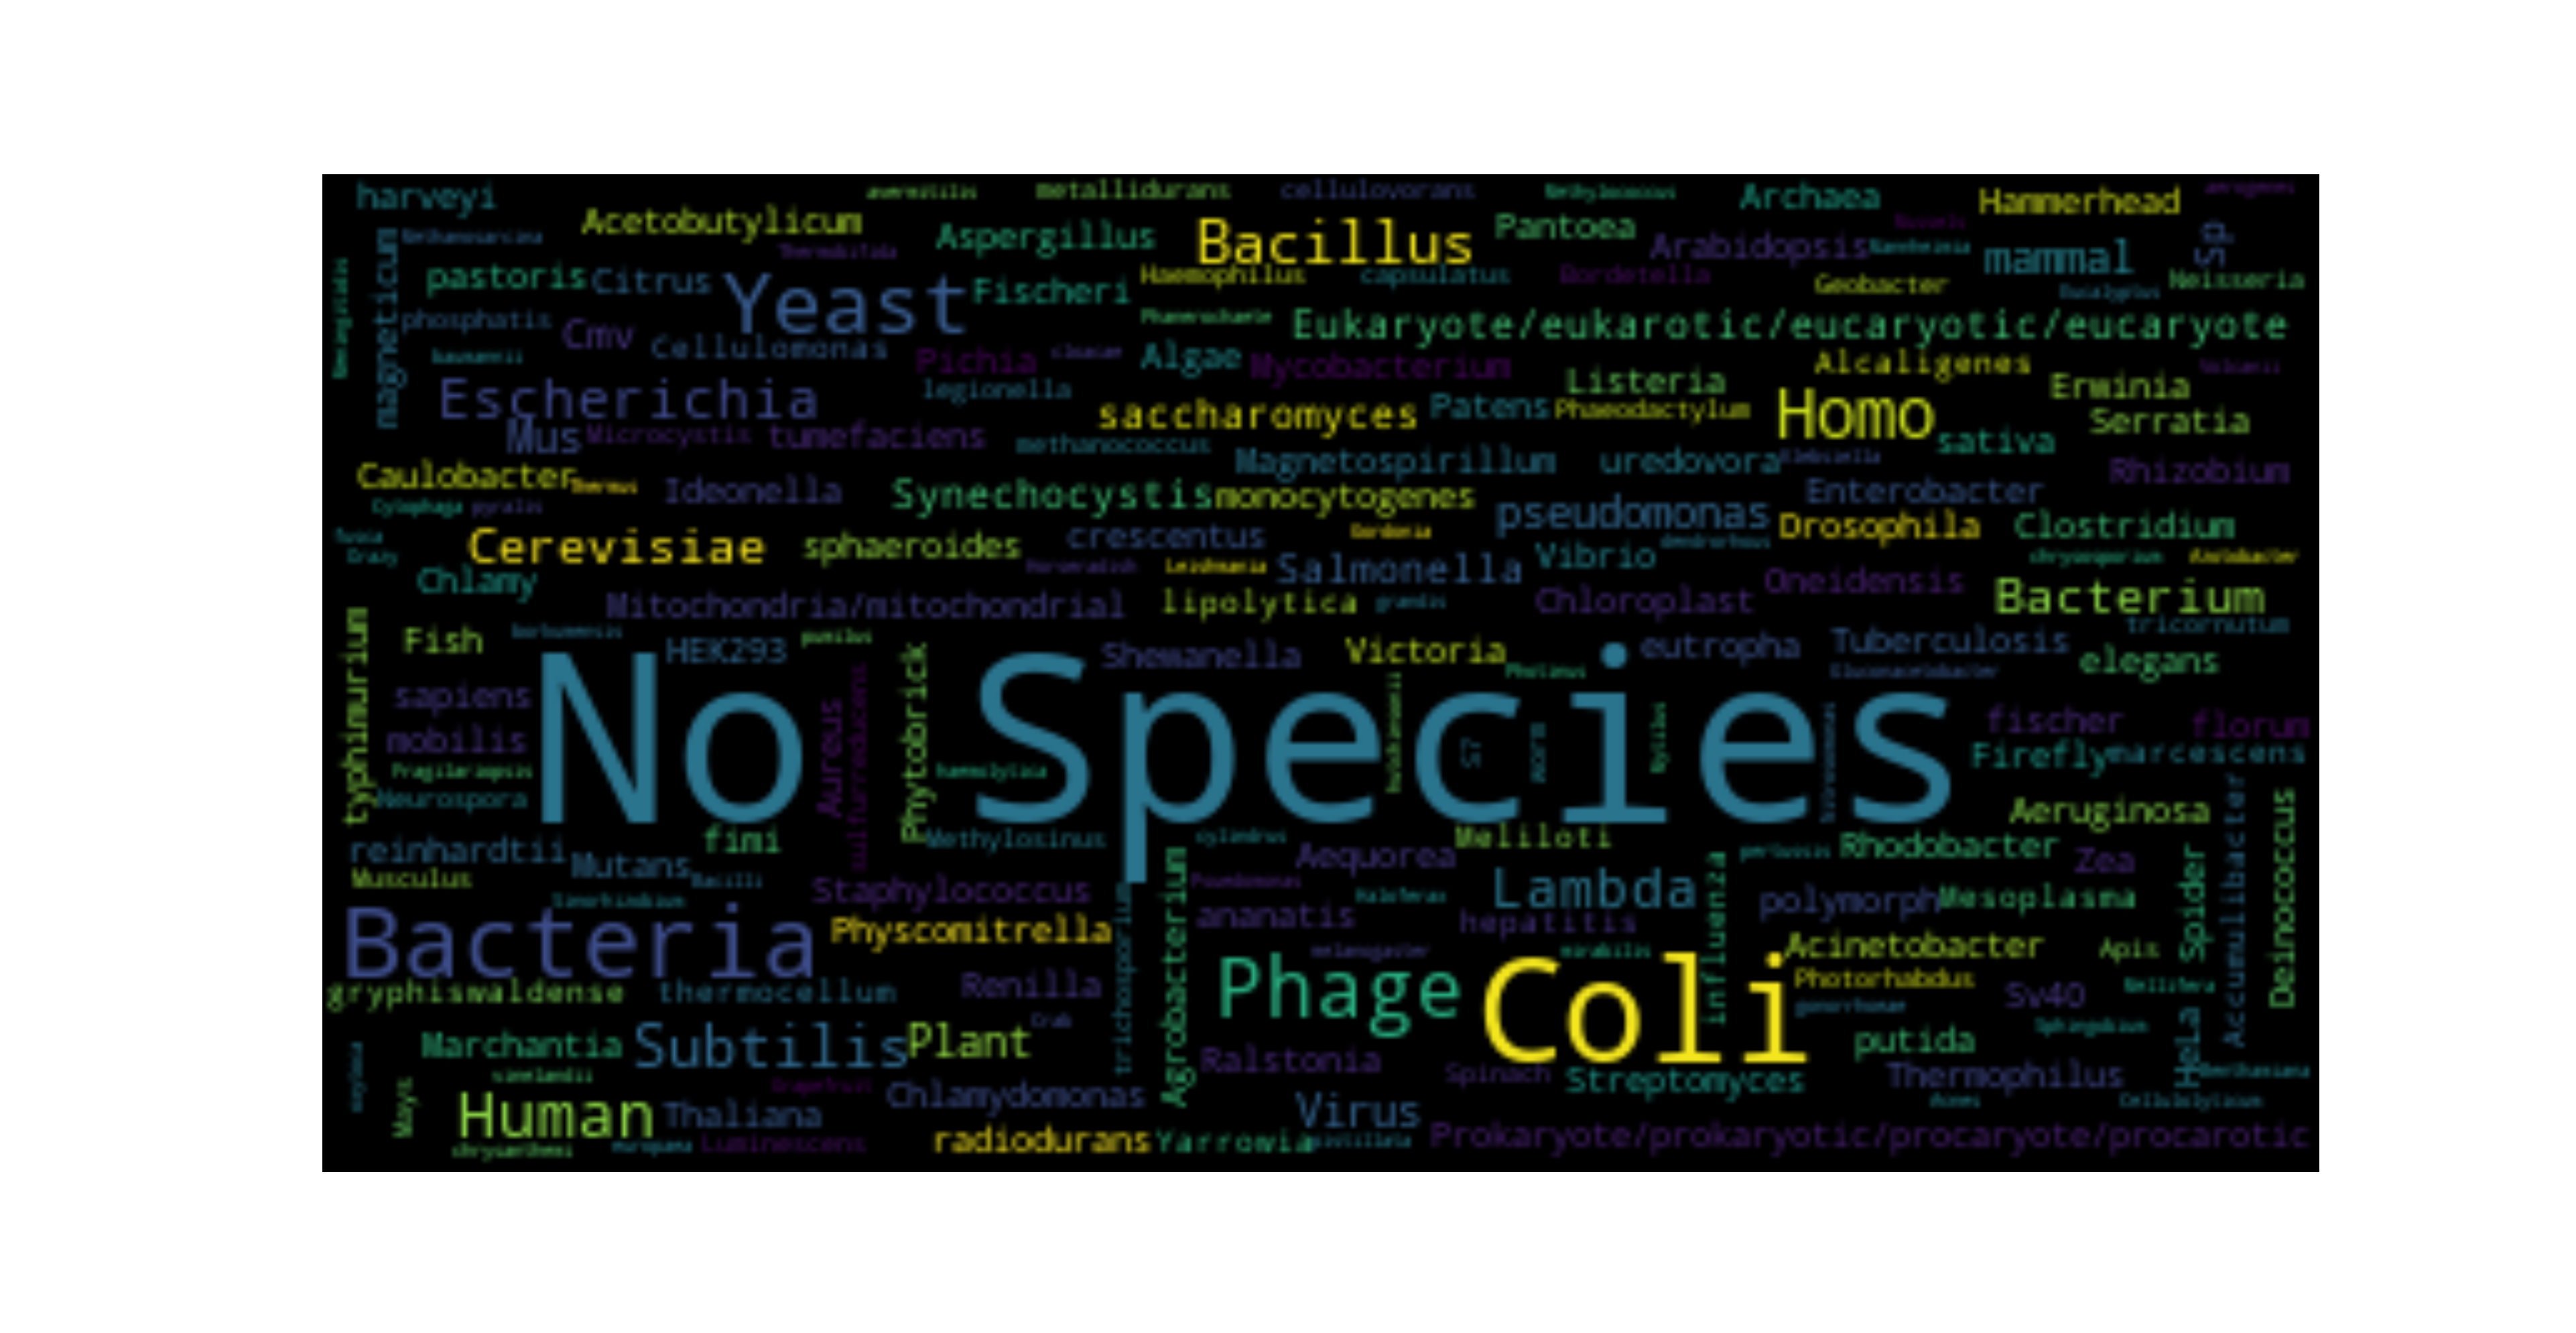 harveyi
metallidurans
cellulovorans
Archaea
Hammerhead
Acetobutylicum
Aspergillus
Bacillus
Pantoea
Arabidopsis
mammal
Sp
magneticum
pastoris
Citrus
Yeast
Fischeri
Haemophilus
capsulatus
Bordetella
Geobacter
Neisseria
phosphatis
Cmv
Cellulomonas
Eukaryote/eukarotic/eucaryotic/eucaryote
Pichia
Algae
Mycobacterium
Alcaligenes
Listeria
Erwinia
Escherichia
legionella
saccharomyces
Patens
Phaeodactylum
Homo
Serratia
Mus
Microcystis
tumefaciens
methanococcus
sativa
Magnetospirillum
uredovora
Rhizobium
Caulobacter
Thermus
Ideonella
Synechocystis
monocytogenes
Enterobacter
pseudomonas
Drosophila
Clostridium
Cerevisiae
sphaeroides
crescentus
Salmonella
Vibrio
Chlamy
Oneidensis
Mitochondria/mitochondrial
lipolytica
Chloroplast
Bacterium
tricornutum
typhimurium
Fish
HEK293
Phytobrick
Shewanella
Victoria
eutropha
Tuberculosis
elegans
sapiens
No Species
mobilis
Aureus
sulfurreducens
fischer
florum
Firefly
marcescens
Neurospora
Aeruginosa
Accumulibacter
Deinococcus
fimi
Methylosinus
Meliloti
reinhardtii
Mutans
Aequorea
Rhodobacter
Zea
Musculus
Staphylococcus
Lambda
influenza
polymorph
Mesoplasma
Spider
Bacteria
Physcomitrella
trichosporium
Agrobacterium
ananatis
hepatitis
Acinetobacter
Apis
gryphiswaldense
thermocellum
Renilla
Phage
Coli
Photorhabdus
Sv40
Marchantia
Subtilis
Plant
Crab
Ralstonia
Spinach
Streptomyces
putida
Thermophilus
HeLa
Mays
Human
Thaliana
Chlamydomonas
Virus
Luminescens
radiodurans
Yarrowia
Prokaryote/prokaryotic/procaryote/procarotic